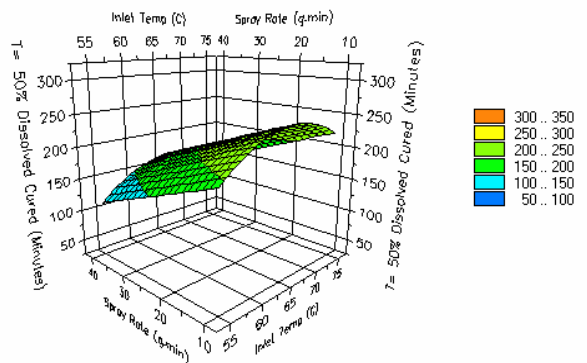 Inlet Temp (C) Spray Rate (g.min)
55 60 65 70 75 40 30 20 10
300 300
250 250
200 200
150 150
100 100
50 50
T= 50% Dissolved Cured (Minutes)
T= 50% Dissolved Cured (Minutes)
40 30 20 10
Spray Rate (g.min)
55 60 65 70 75
Inlet Temp (C)
300 .. 350
250 .. 300
200 .. 250
150 .. 200
100 .. 150
50 .. 100